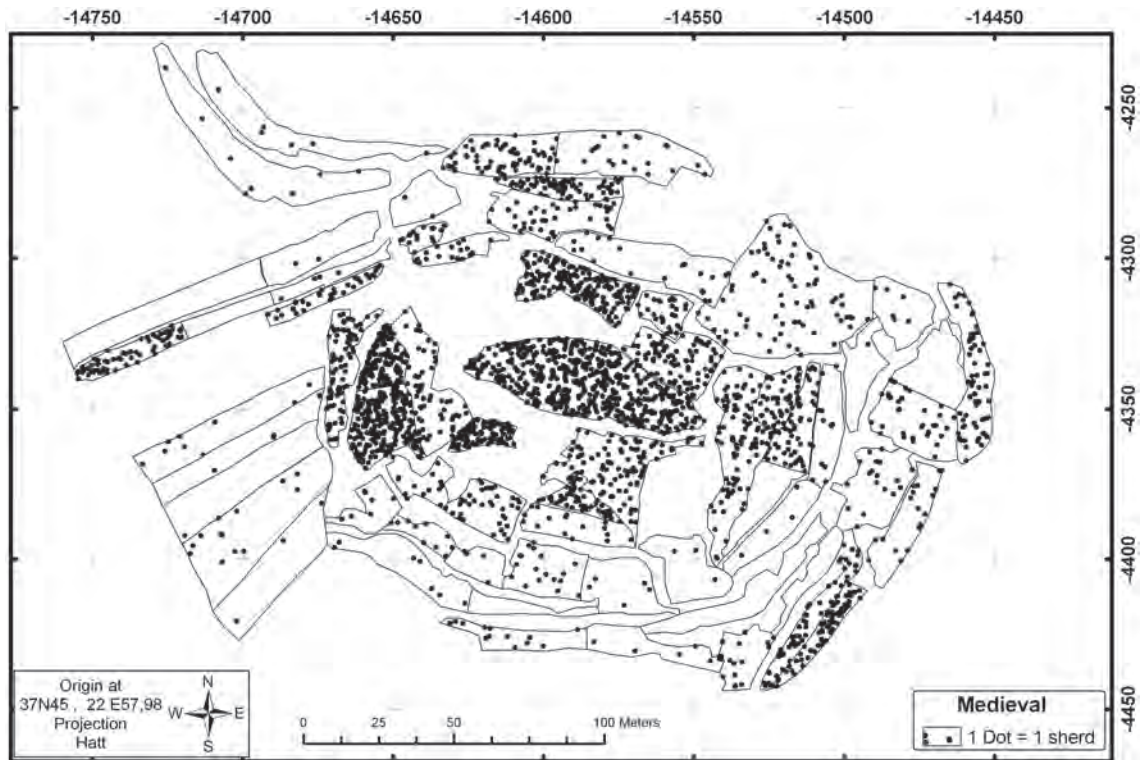 -14750 -14700 -14650 -14600 -14550 -14500 -14450
-4250
-4300
-4350
-4400
-4450
Origin at
37N45 , 22 E57,98
Projection
Hatt
N
W E
S
0 25 50 100 Meters
Medieval
1 Dot = 1 sherd